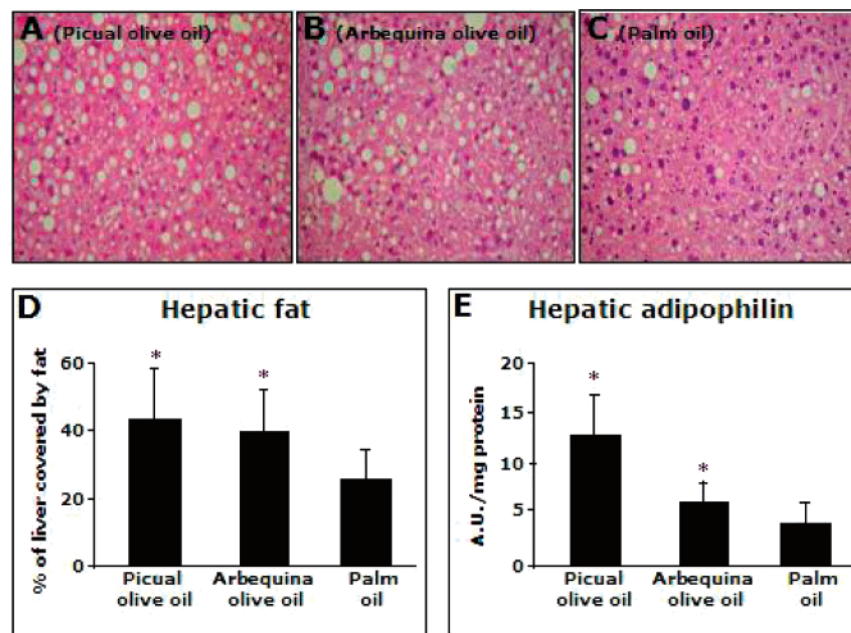 A (Picual olive oil)
B (Arbequina olive oil)
C (Palm oil)
D Hepatic fat
% of liver covered by fat
60
40
20
0
*
*
Picual olive oil
Arbequina olive oil
Palm oil
E Hepatic adipophilin
A.U./mg protein
20
15
10
5
0
*
*
Picual olive oil
Arbequina olive oil
Palm oil